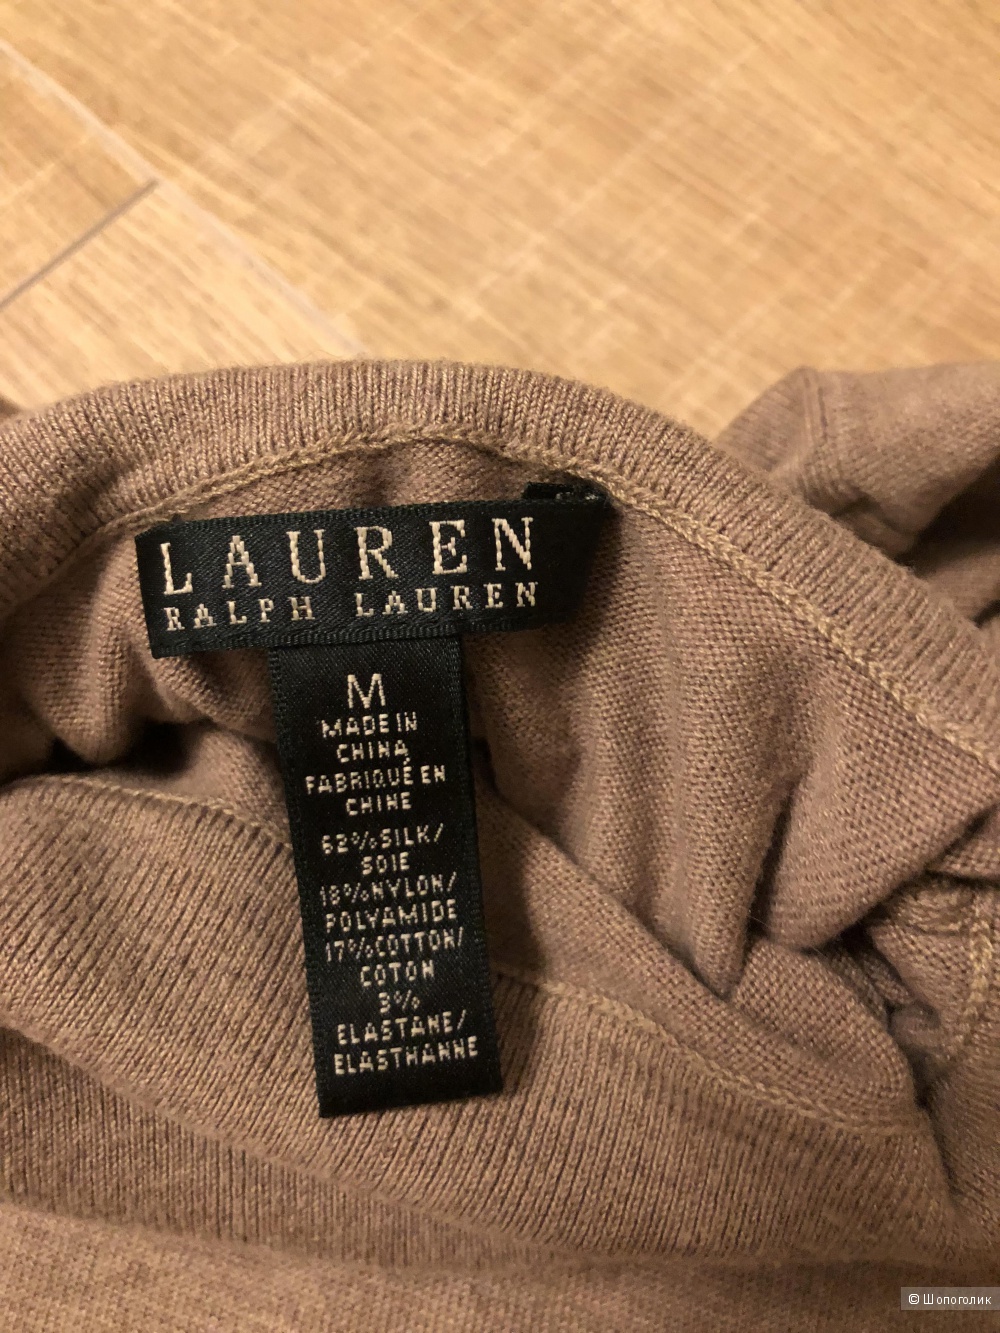 LAUREN
RALPH LAUREN
M
MADE IN
CHINA
FABRIQUÉ EN
CHINE
62% SILK/
SOIE
18% NYLON/
POLYAMIDE
17% COTTON/
COTON
3%
ELASTANE/
ELASTHANNE
© Шопоголик